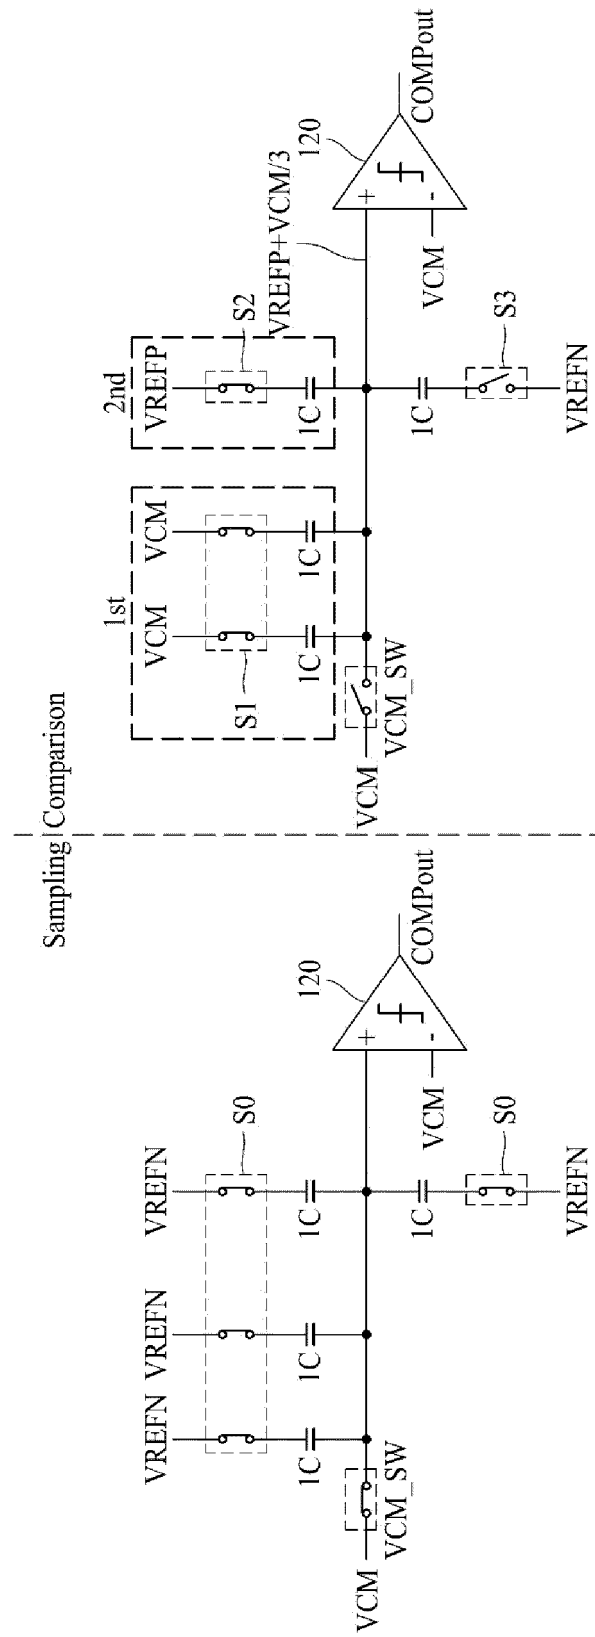 Sampling
Comparison
VREFN
VREFN
VREFN
S0
1C
1C
1C
VCM
VCM_SW
1C
S0
VREFN
120
+
-
VCM
COMPout
1st
2nd
VCM
VCM
VREFP
S1
S2
1C
1C
1C
VREFP+VCM/3
VCM
VCM_SW
1C
S3
VREFN
120
+
-
VCM
COMPout